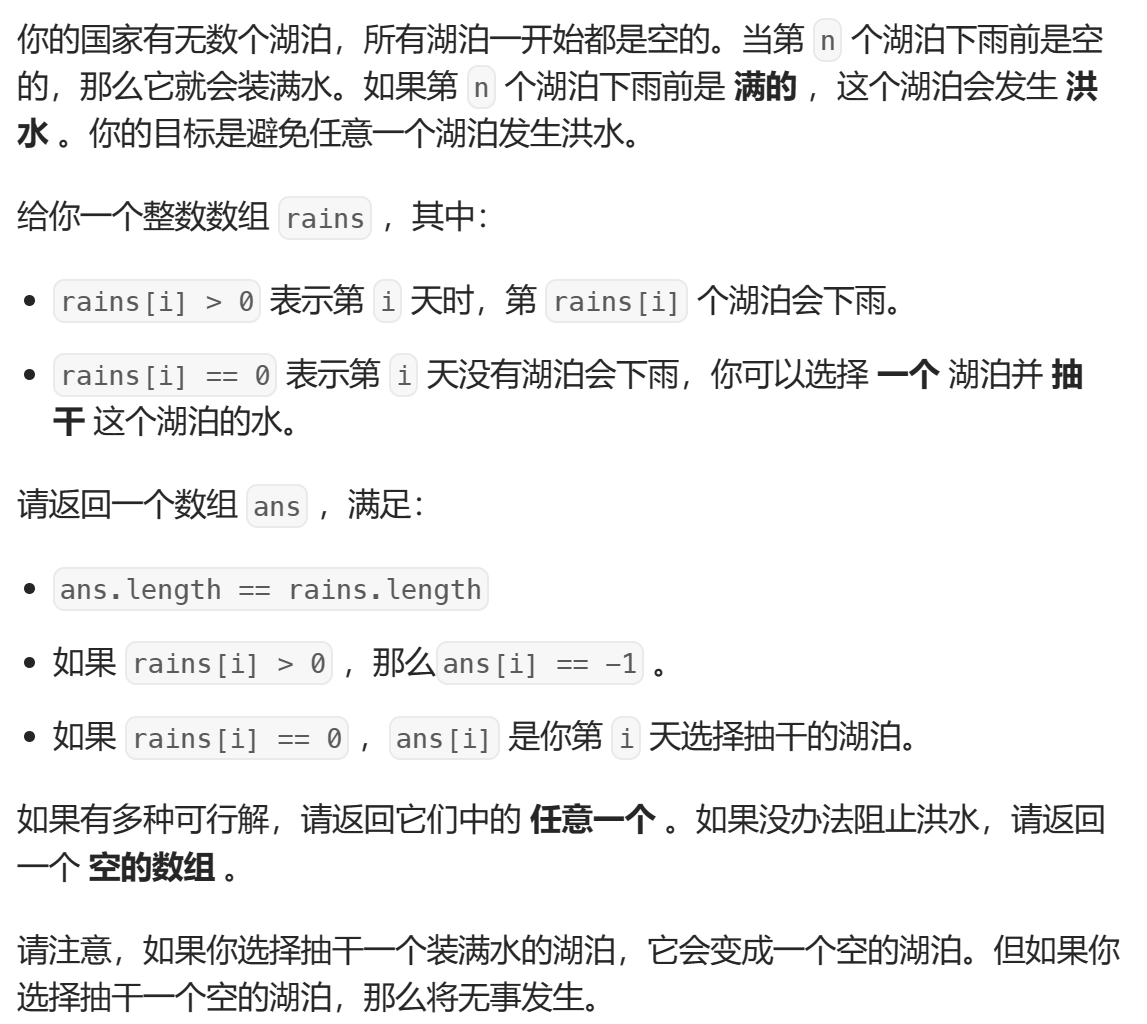 你的国家有无数个湖泊，所有湖泊一开始都是空的。当第 n 个湖泊下雨前是空
的，那么它就会装满水。如果第 n 个湖泊下雨前是 满的 ，这个湖泊会发生 洪
水 。你的目标是避免任意一个湖泊发生洪水。
给你一个整数数组 rains ，其中：
• rains[i] > 0 表示第 i 天时，第 rains[i] 个湖泊会下雨。
• rains[i] == 0 表示第 i 天没有湖泊会下雨，你可以选择 一个 湖泊并 抽
干 这个湖泊的水。
请返回一个数组 ans ，满足：
• ans.length == rains.length
• 如果 rains[i] > 0 ，那么ans[i] == -1 。
• 如果 rains[i] == 0 ，ans[i] 是你第 i 天选择抽干的湖泊。
如果有多种可行解，请返回它们中的 任意一个 。如果没办法阻止洪水，请返回
一个 空的数组 。
请注意，如果你选择抽干一个装满水的湖泊，它会变成一个空的湖泊。但如果你
选择抽干一个空的湖泊，那么将无事发生。